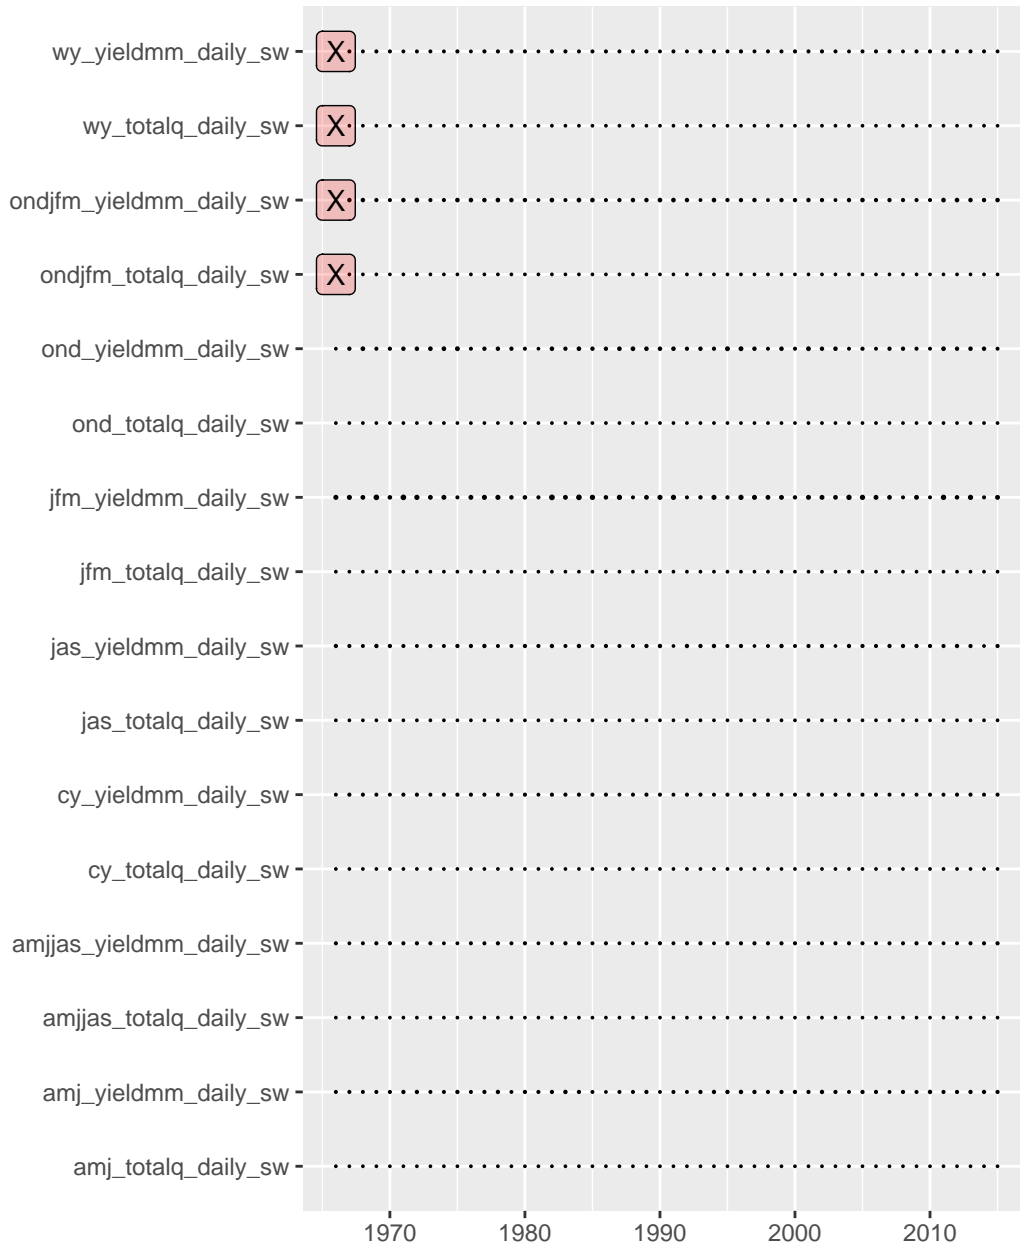 wy_yieldmm_daily_sw X
wy_totalq_daily_sw X
ondjfm_yieldmm_daily_sw X
ondjfm_totalq_daily_sw X
ond_yieldmm_daily_sw
ond_totalq_daily_sw
jfm_yieldmm_daily_sw
jfm_totalq_daily_sw
jas_yieldmm_daily_sw
jas_totalq_daily_sw
cy_yieldmm_daily_sw
cy_totalq_daily_sw
amjjas_yieldmm_daily_sw
amjjas_totalq_daily_sw
amj_yieldmm_daily_sw
amj_totalq_daily_sw
1970 1980 1990 2000 2010